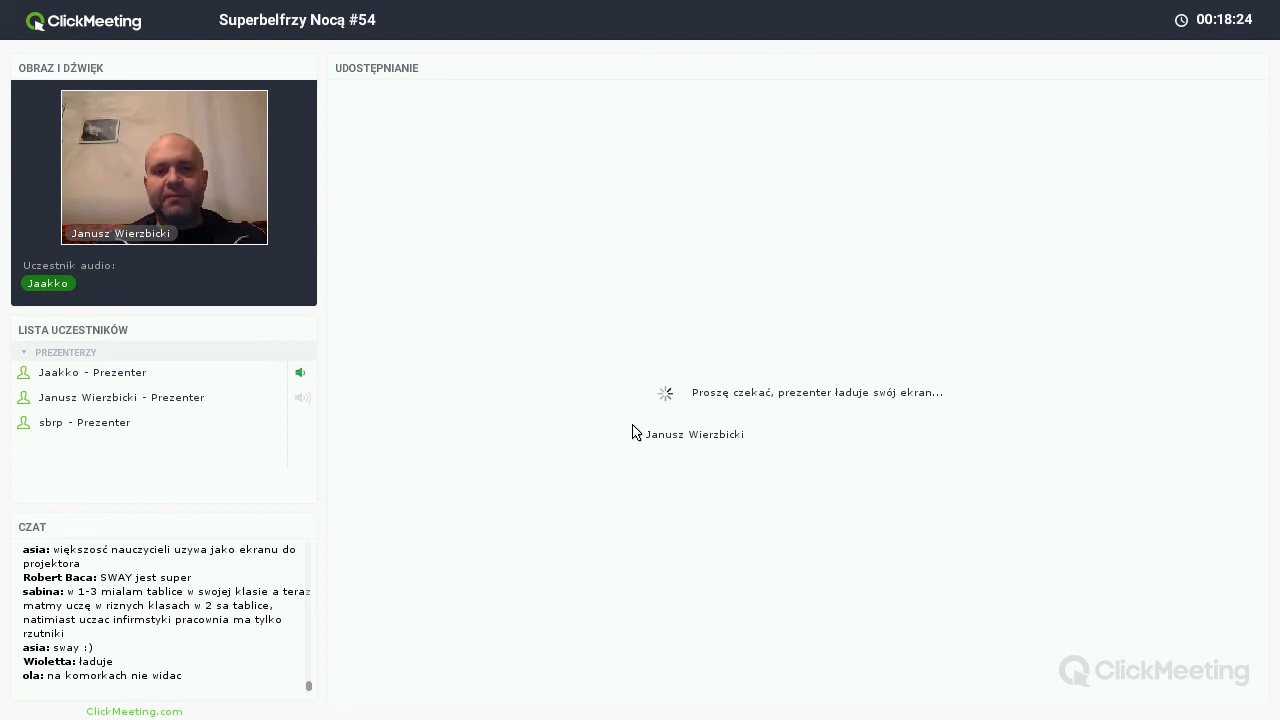 ClickMeeting
Superbelfrzy Nocą #54
00:18:24
OBRAZ I DŹWIĘK
Janusz Wierzbicki
Uczestnik audio:
Jaakko
LISTA UCZESTNIKÓW
PREZENTERZY
Jaakko - Prezenter
Janusz Wierzbicki - Prezenter
sbrp - Prezenter
CZAT
asia: większosć nauczycieli uzywa jako ekranu do
projektora
Robert Baca: SWAY jest super
sabina: w 1-3 mialam tablice w swojej klasie a teraz
matmy uczę w riznych klasach w 2 sa tablice,
natimiast uczac infirmstyki pracownia ma tylko
rzutniki
asia: sway :)
Wioletta: ładuje
ola: na komorkach nie widac
ClickMeeting.com
UDOSTĘPNIANIE
Proszę czekać, prezenter ładuje swój ekran...
Janusz Wierzbicki
ClickMeeting